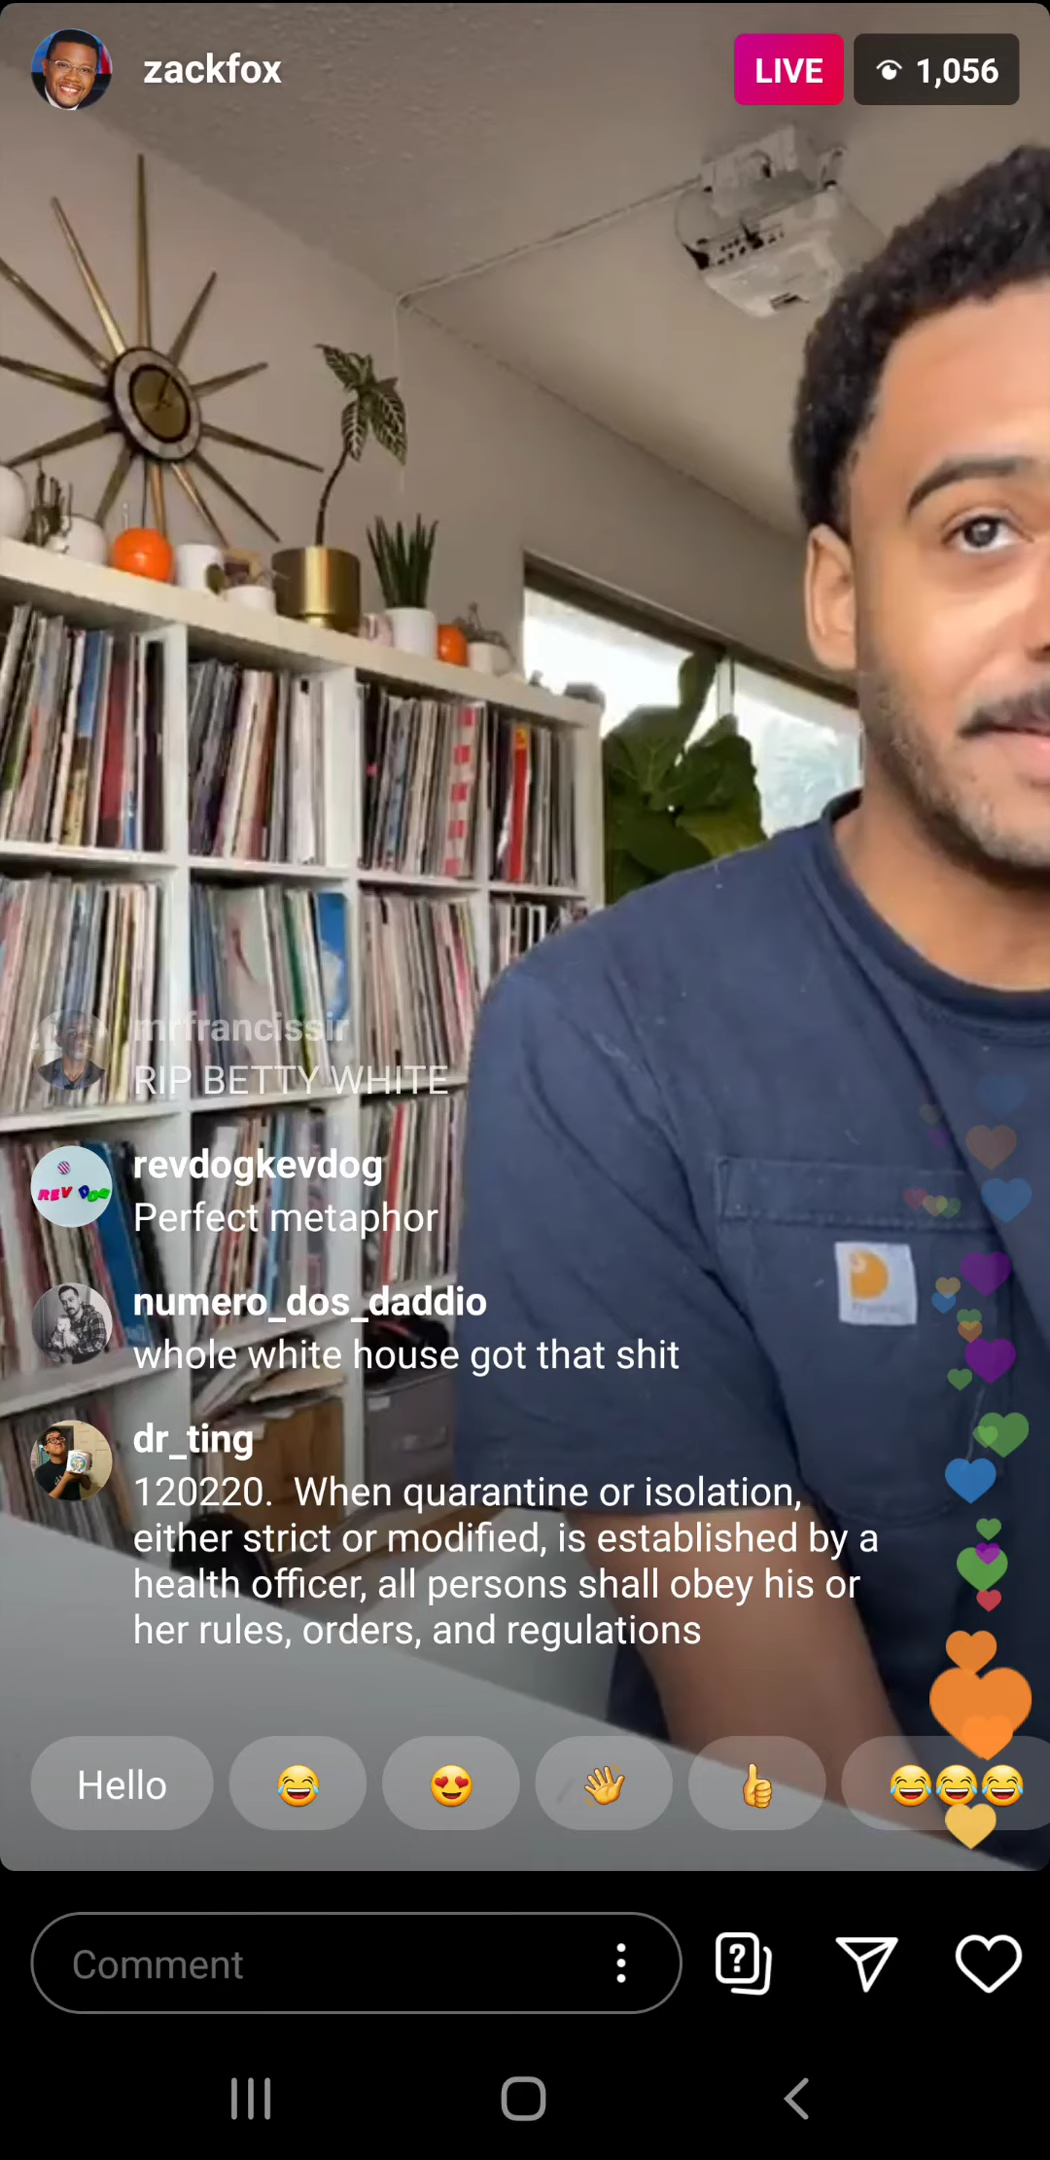 zackfox
LIVE
1,056
mrfrancissir
RIP BETTY WHITE
REV DOG
revdogkevdog
Perfect metaphor
numero_dos_daddio
whole white house got that shit
dr_ting
120220.  When quarantine or isolation,
either strict or modified, is established by a
health officer, all persons shall obey his or
her rules, orders, and regulations
Hello
Comment
?